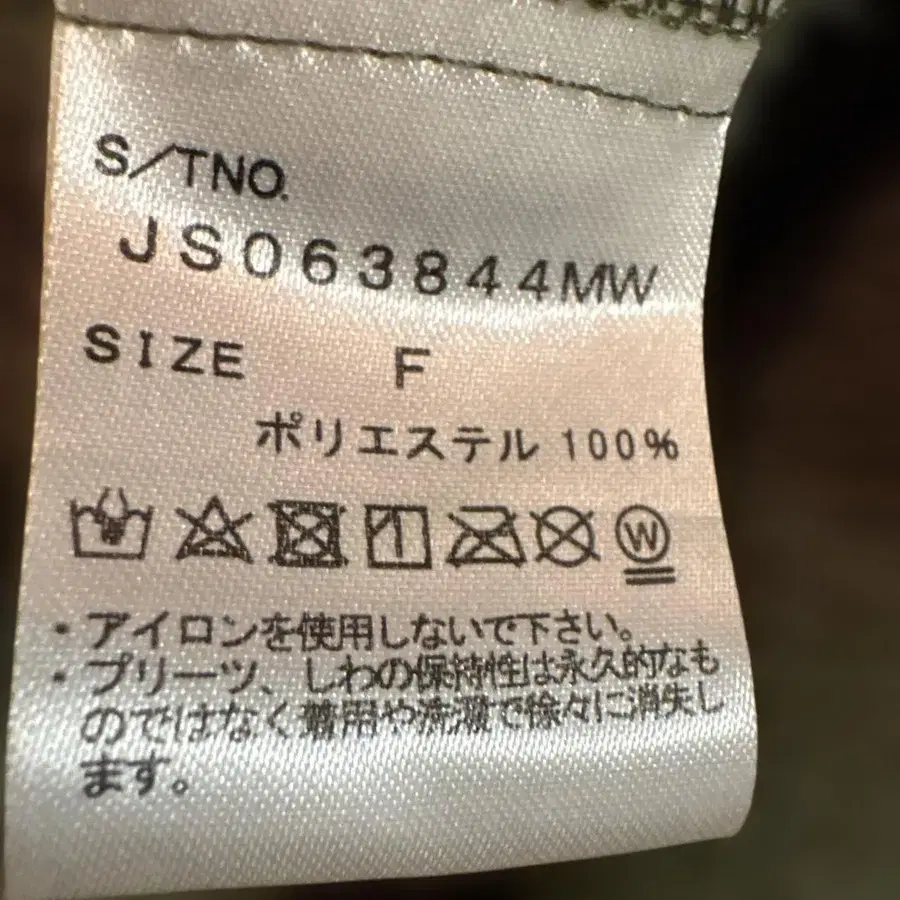 S/TNO.
JS063844MW
SIZE F
ポリエステル 100%
W
・アイロンを使用しないで下さい。
・プリーツ、しわの保持性は永久的なも
のではなく着用や洗濯で徐々に消失し
ます。